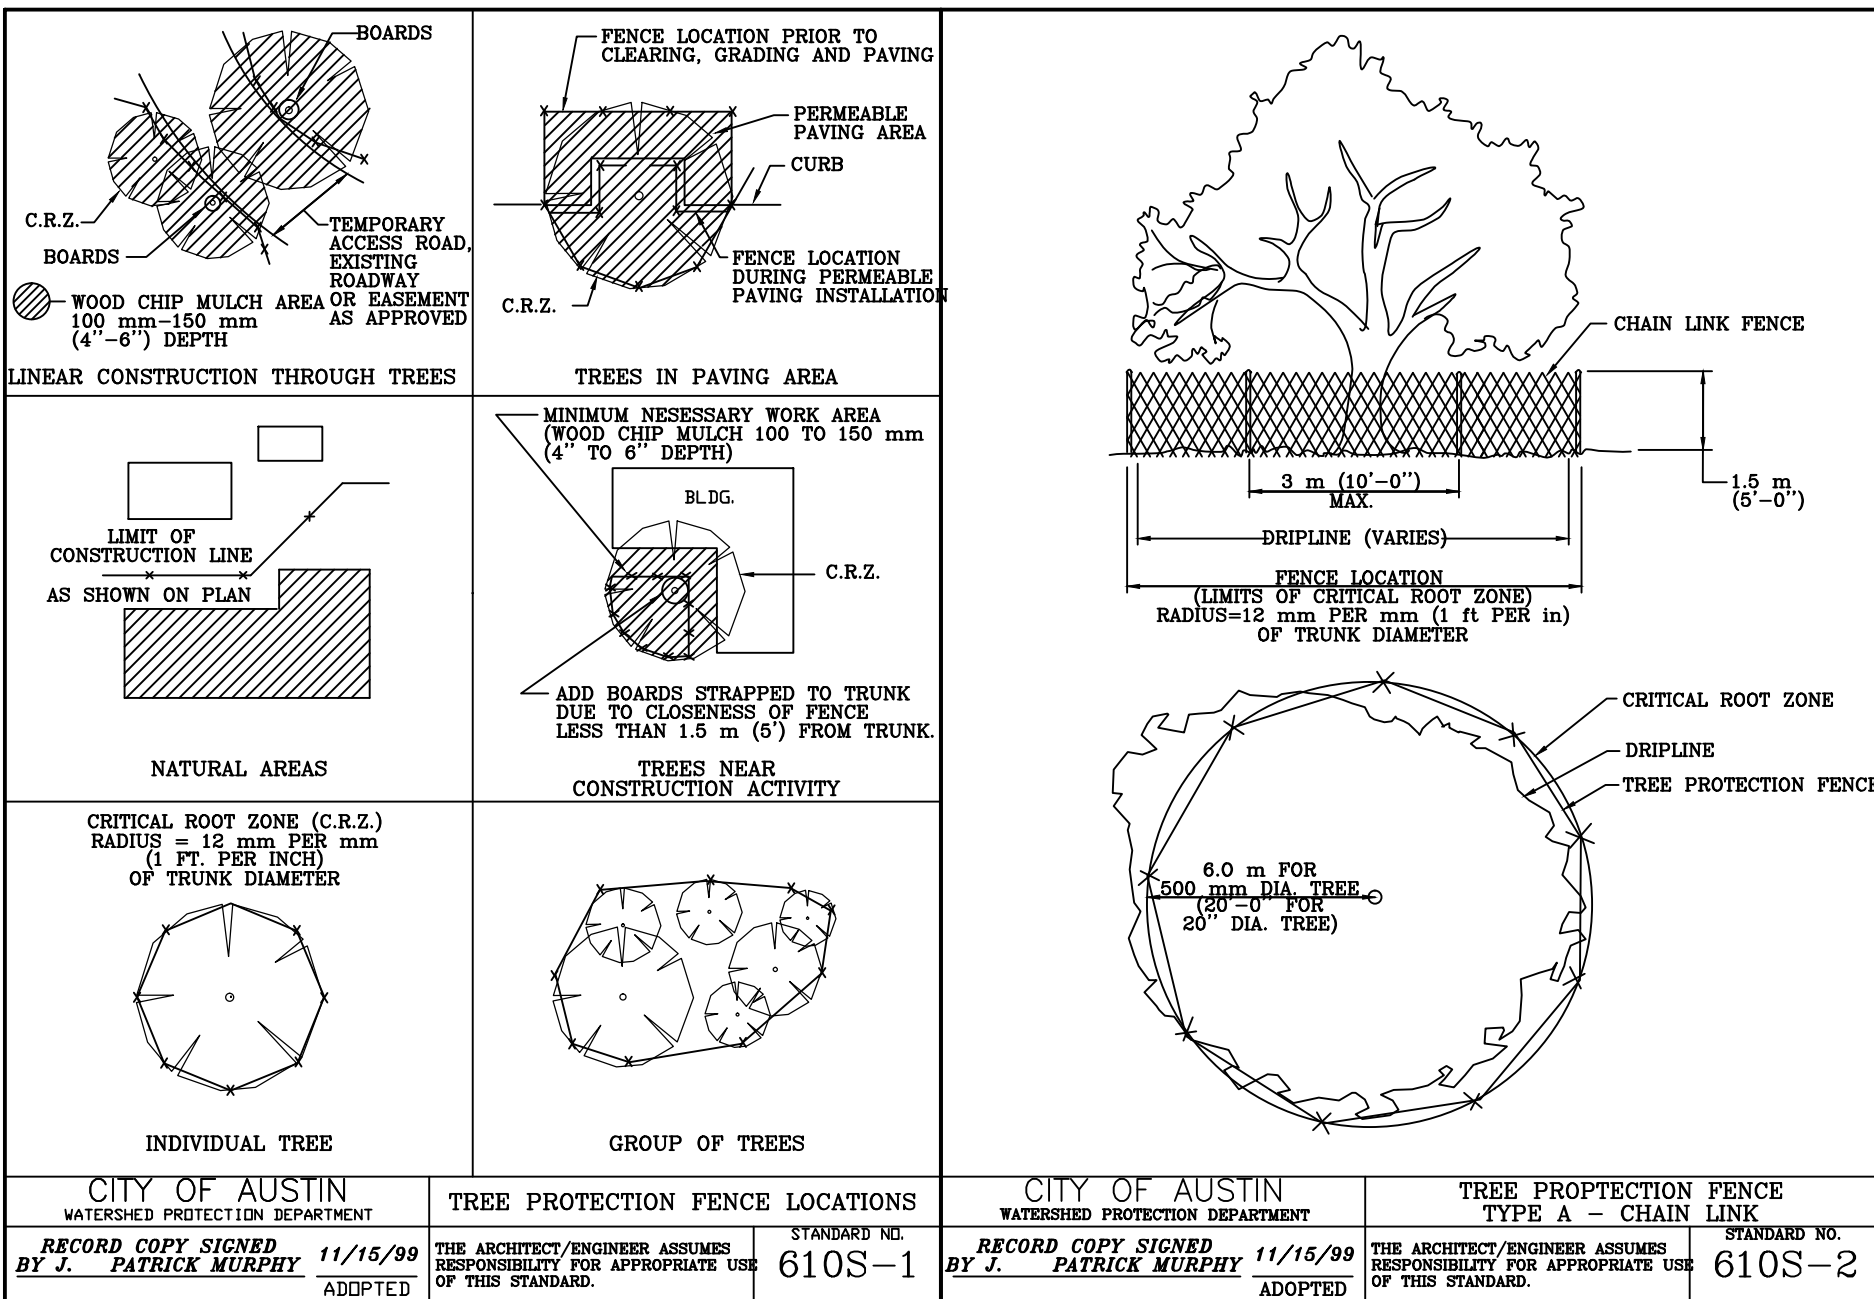 BOARDS
C.R.Z.
BOARDS
TEMPORARY
ACCESS ROAD,
EXISTING
ROADWAY
OR EASEMENT
AS APPROVED
WOOD CHIP MULCH AREA
100 mm-150 mm
(4''-6'') DEPTH
LINEAR CONSTRUCTION THROUGH TREES
FENCE LOCATION PRIOR TO
CLEARING, GRADING AND PAVING
PERMEABLE
PAVING AREA
CURB
FENCE LOCATION
DURING PERMEABLE
PAVING INSTALLATION
C.R.Z.
TREES IN PAVING AREA
LIMIT OF
CONSTRUCTION LINE
AS SHOWN ON PLAN
NATURAL AREAS
MINIMUM NESESSARY WORK AREA
(WOOD CHIP MULCH 100 TO 150 mm
(4'' TO 6'' DEPTH)
BLDG.
C.R.Z.
ADD BOARDS STRAPPED TO TRUNK
DUE TO CLOSENESS OF FENCE
LESS THAN 1.5 m (5') FROM TRUNK.
TREES NEAR
CONSTRUCTION ACTIVITY
CRITICAL ROOT ZONE (C.R.Z.)
RADIUS = 12 mm PER mm
(1 FT. PER INCH)
OF TRUNK DIAMETER
INDIVIDUAL TREE
GROUP OF TREES
CITY OF AUSTIN
WATERSHED PROTECTION DEPARTMENT
TREE PROTECTION FENCE LOCATIONS
RECORD COPY SIGNED
BY J. PATRICK MURPHY
11/15/99
ADOPTED
THE ARCHITECT/ENGINEER ASSUMES
RESPONSIBILITY FOR APPROPRIATE USE
OF THIS STANDARD.
STANDARD NO.
610S-1
CHAIN LINK FENCE
3 m (10'-0'')
MAX.
1.5 m
(5'-0'')
DRIPLINE (VARIES)
FENCE LOCATION
(LIMITS OF CRITICAL ROOT ZONE)
RADIUS=12 mm PER mm (1 ft PER in)
OF TRUNK DIAMETER
CRITICAL ROOT ZONE
DRIPLINE
TREE PROTECTION FENCE
6.0 m FOR
500 mm DIA. TREE
(20'-0'' FOR
20'' DIA. TREE)
CITY OF AUSTIN
WATERSHED PROTECTION DEPARTMENT
TREE PROPTECTION FENCE
TYPE A - CHAIN LINK
RECORD COPY SIGNED
BY J. PATRICK MURPHY
11/15/99
ADOPTED
THE ARCHITECT/ENGINEER ASSUMES
RESPONSIBILITY FOR APPROPRIATE USE
OF THIS STANDARD.
STANDARD NO.
610S-2